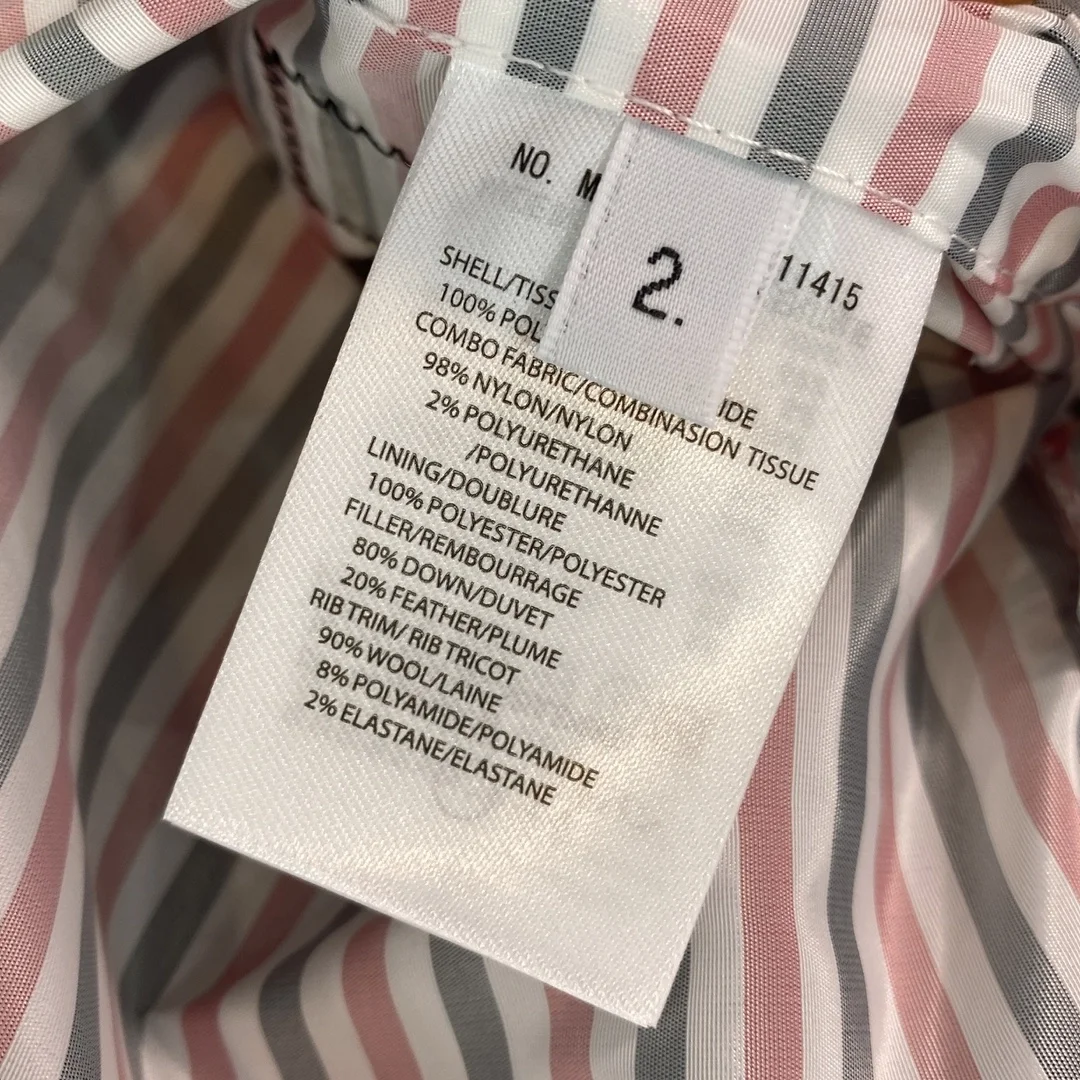 NO. M
11415
2.
SHELL/TISS
100% POL
IDE
COMBO FABRIC/COMBINASION TISSUE
98% NYLON/NYLON
2% POLYURETHANE
/POLYURETHANNE
LINING/DOUBLURE
100% POLYESTER/POLYESTER
FILLER/REMBOURRAGE
80% DOWN/DUVET
20% FEATHER/PLUME
RIB TRIM/ RIB TRICOT
90% WOOL/LAINE
8% POLYAMIDE/POLYAMIDE
2% ELASTANE/ELASTANE